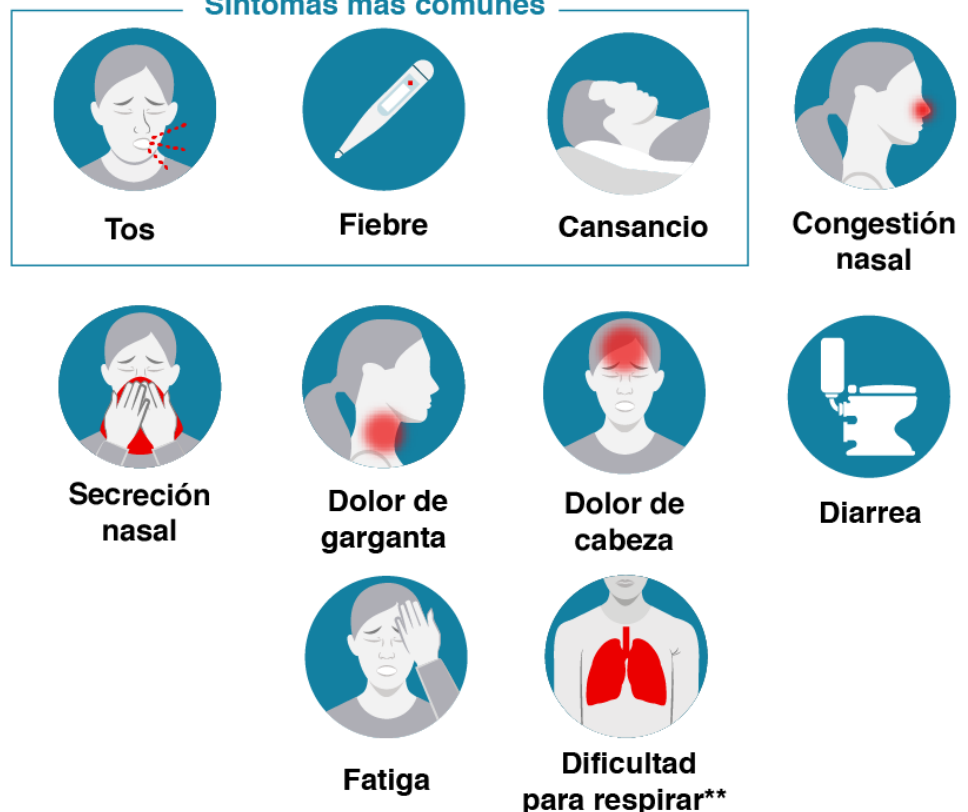 Síntomas más comunes
Tos
Fiebre
Cansancio
Congestión
nasal
Secreción
nasal
Dolor de
garganta
Dolor de
cabeza
Diarrea
Fatiga
Dificultad
para respirar**